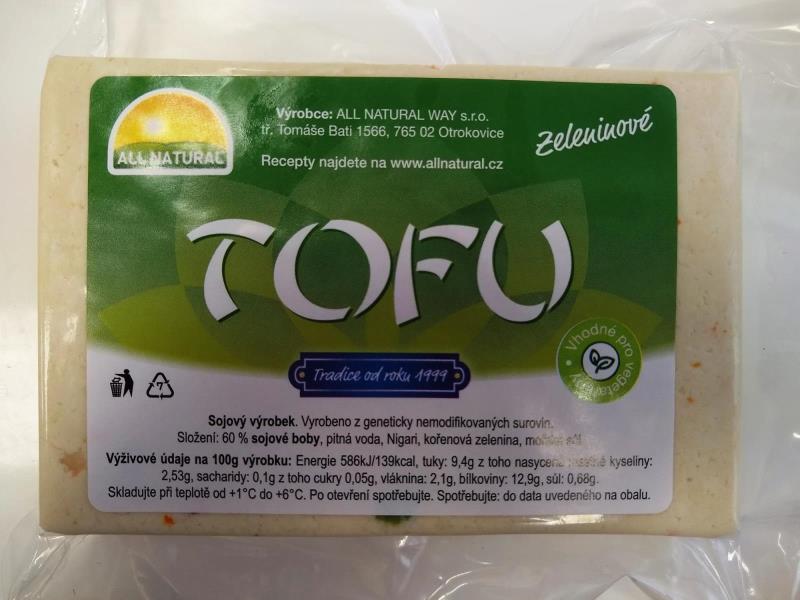 ALL NATURAL
Výrobce: ALL NATURAL WAY s.r.o.
tř. Tomáše Bati 1566, 765 02 Otrokovice
Recepty najdete na www.allnatural.cz
zeleninové
TOFU
Vhodné pro vegetariány
Tradice od roku 1999
7
Sojový výrobek. Vyrobeno z geneticky nemodifikovaných surovin.
Složení: 60 % sojové boby, pitná voda, Nigari, kořenová zelenina, mořská sůl.
Výživové údaje na 100g výrobku: Energie 586kJ/139kcal, tuky: 9,4g z toho nasycené mastné kyseliny:
2,53g, sacharidy: 0,1g z toho cukry 0,05g, vláknina: 2,1g, bílkoviny: 12,9g, sůl: 0,68g.
Skladujte při teplotě od +1°C do +6°C. Po otevření spotřebujte. Spotřebujte: do data uvedeného na obalu.